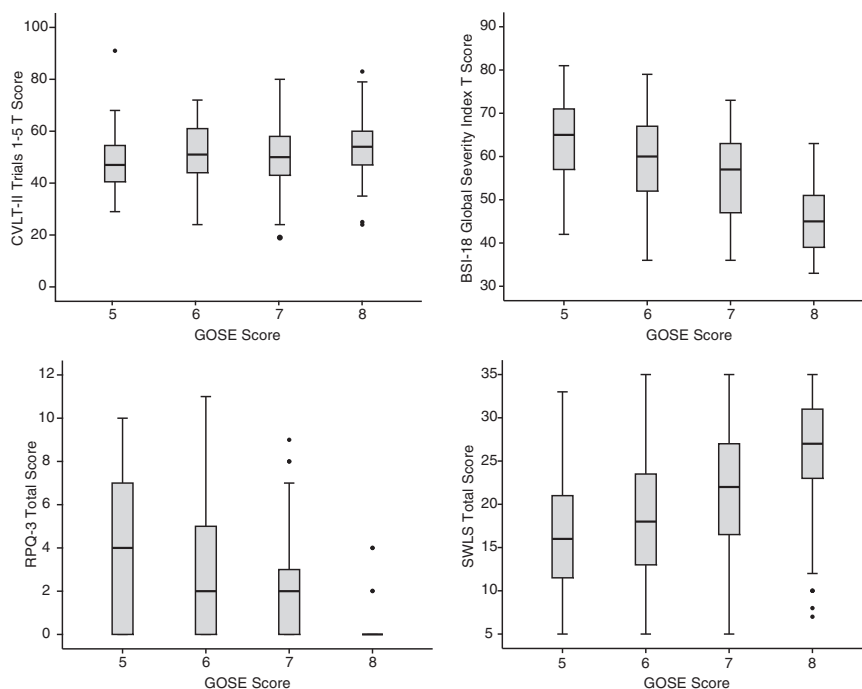 CVLT-II Trials 1-5 T Score
100
80
60
40
20
0
5 6 7 8
GOSE Score
BSI-18 Global Severity Index T Score
90
80
70
60
50
40
30
5 6 7 8
GOSE Score
RPQ-3 Total Score
12
10
8
6
4
2
0
5 6 7 8
GOSE Score
SWLS Total Score
35
30
25
20
15
10
5
5 6 7 8
GOSE Score